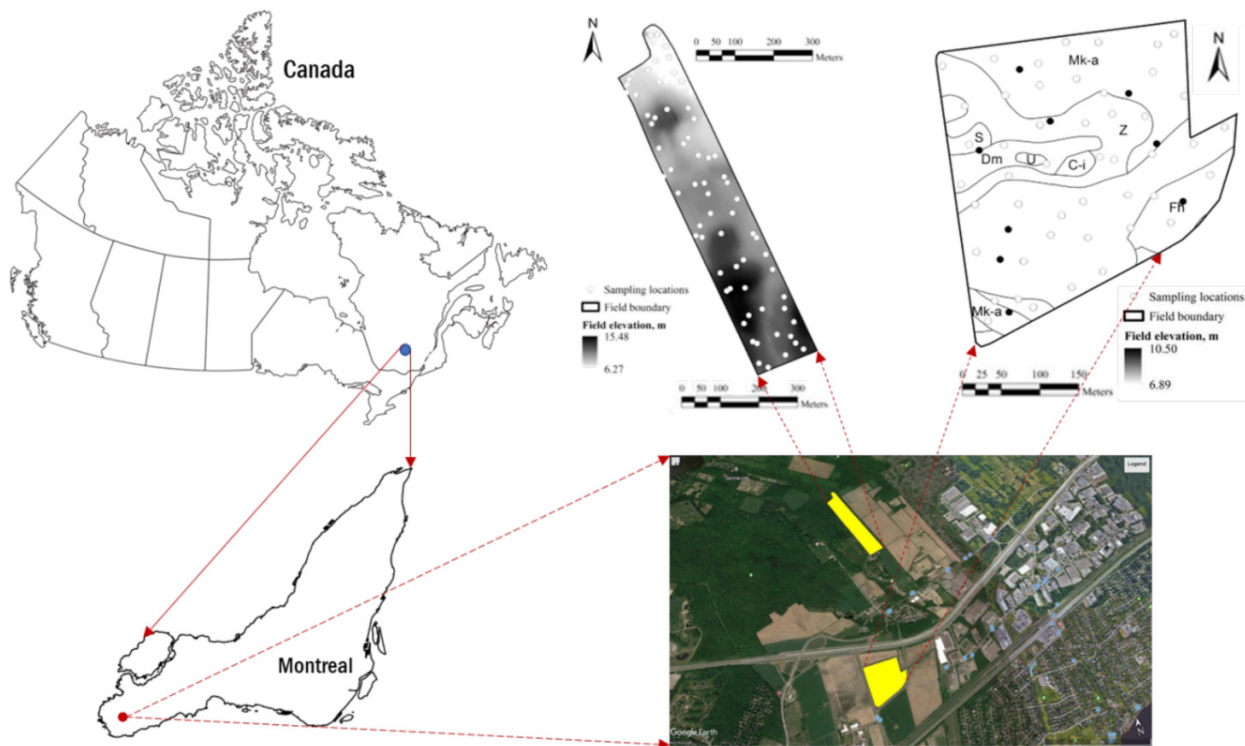 Canada
Montreal
N
0 50 100 200 300
Meters
Sampling locations
Field boundary
Field elevation, m
15.48
6.27
0 50 100 200 300
Meters
N
Mk-a
Z
S
Dm
U
C-i
Fh
Mk-a
Sampling locations
Field boundary
Field elevation, m
10.50
6.89
0 25 50 100 150
Meters
Legend
N
Google Earth